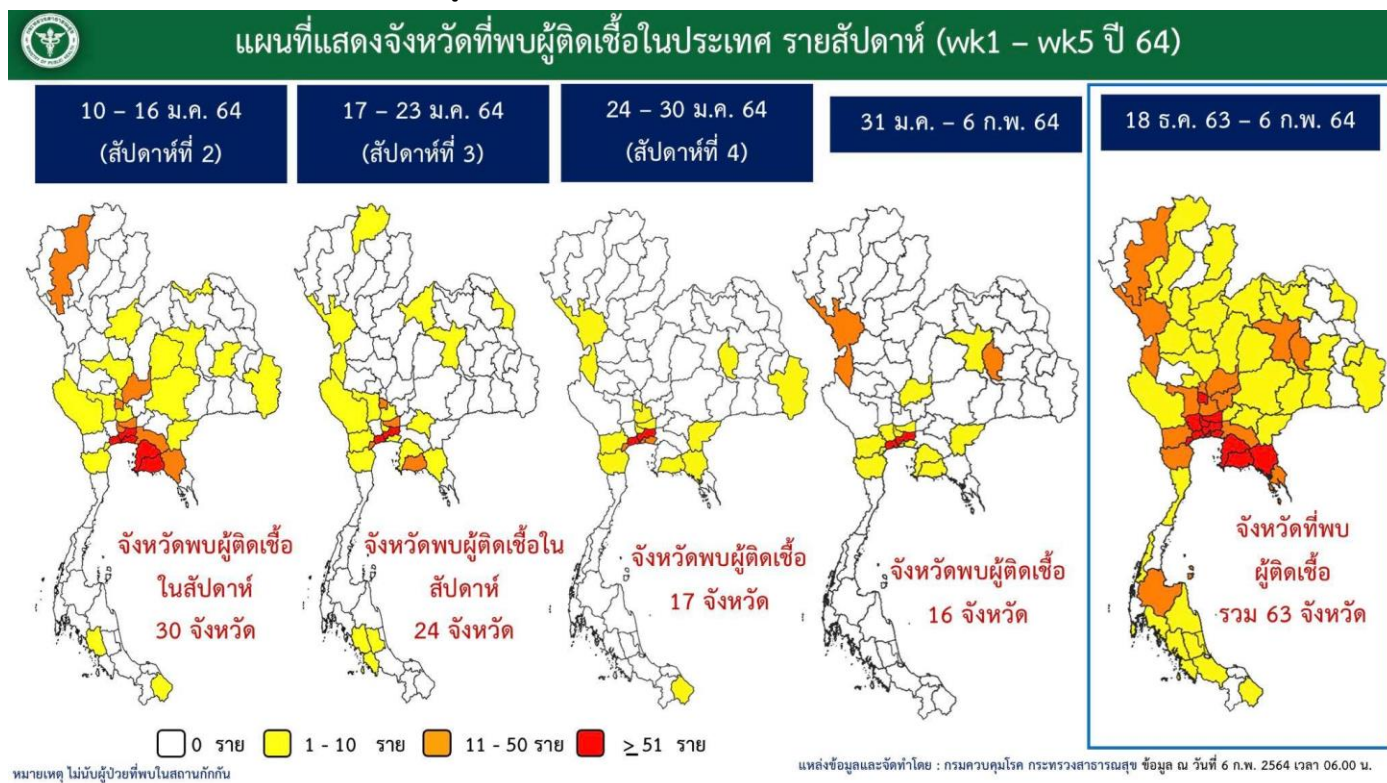 แผนที่แสดงจังหวัดที่พบผู้ติดเชื้อในประเทศ รายสัปดาห์ (wk1 – wk5 ปี 64)
10 – 16 ม.ค. 64
(สัปดาห์ที่ 2)
17 – 23 ม.ค. 64
(สัปดาห์ที่ 3)
24 – 30 ม.ค. 64
(สัปดาห์ที่ 4)
31 ม.ค. – 6 ก.พ. 64
18 ธ.ค. 63 – 6 ก.พ. 64
จังหวัดพบผู้ติดเชื้อ
ในสัปดาห์
30 จังหวัด
จังหวัดพบผู้ติดเชื้อใน
สัปดาห์
24 จังหวัด
จังหวัดพบผู้ติดเชื้อ
17 จังหวัด
จังหวัดพบผู้ติดเชื้อ
16 จังหวัด
จังหวัดที่พบ
ผู้ติดเชื้อ
รวม 63 จังหวัด
0 ราย
1 - 10 ราย
11 - 50 ราย
≥ 51 ราย
หมายเหตุ ไม่นับผู้ป่วยที่พบในสถานกักกัน
แหล่งข้อมูลและจัดทำโดย : กรมควบคุมโรค กระทรวงสาธารณสุข ข้อมูล ณ วันที่ 6 ก.พ. 2564 เวลา 06.00 น.